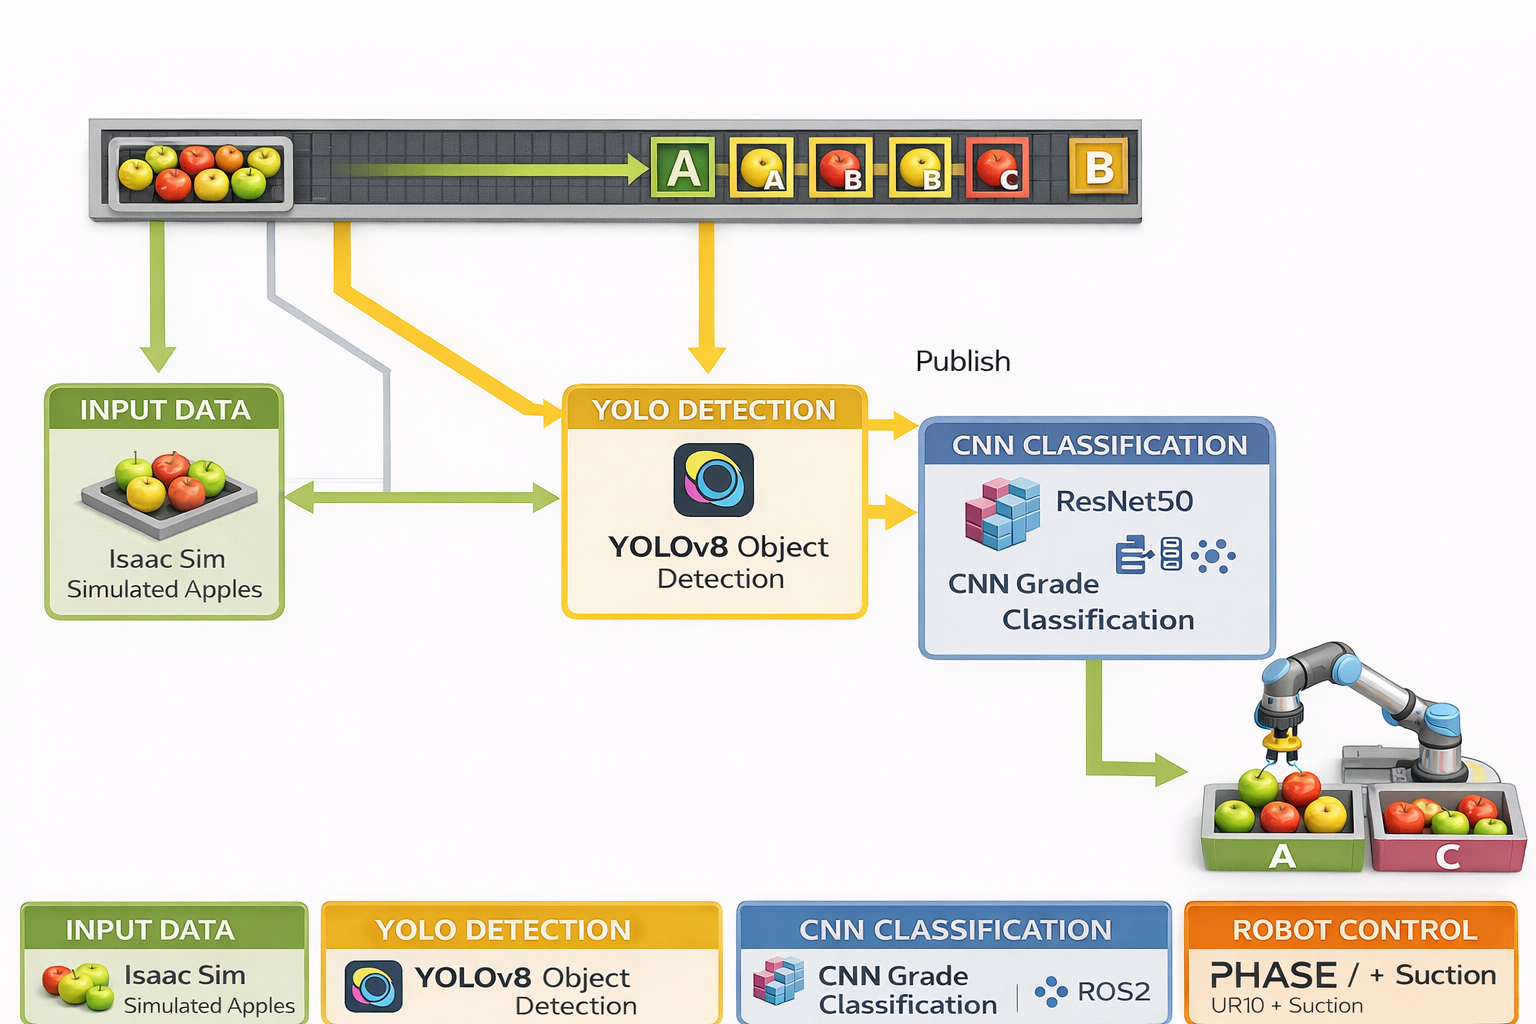 A
A
B
B
C
B
Publish
INPUT DATA
Isaac Sim
Simulated Apples
YOLO DETECTION
YOLOv8 Object
Detection
CNN CLASSIFICATION
ResNet50
CNN Grade
Classification
A
C
INPUT DATA
Isaac Sim
Simulated Apples
YOLO DETECTION
YOLOv8 Object
Detection
CNN CLASSIFICATION
CNN Grade
Classification
ROS2
ROBOT CONTROL
PHASE / + Suction
UR10 + Suction